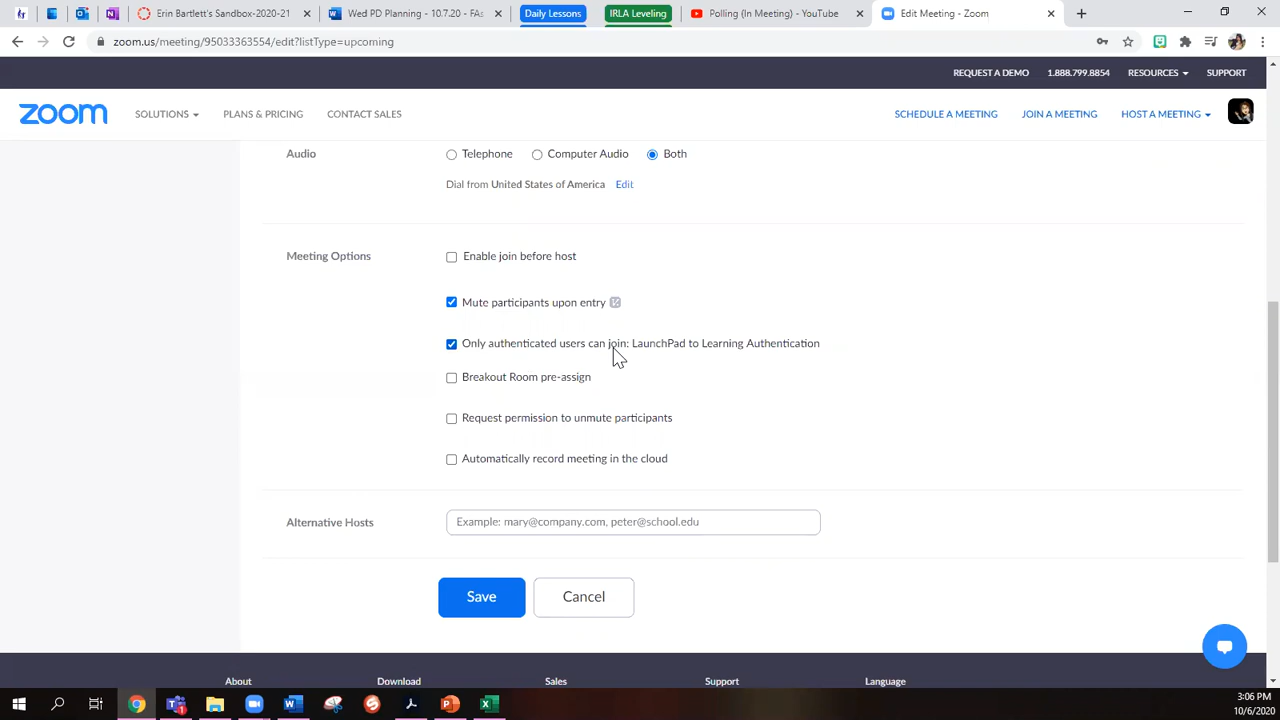 Erin Bartlett's Sandbox-2020-21
Wed PD Planning - 10.7.20 - FAs
Daily Lessons
IRLA Leveling
Polling (In Meeting) - YouTube
Edit Meeting - Zoom
zoom.us/meeting/95033363554/edit?listType=upcoming
REQUEST A DEMO 1.888.799.8854 RESOURCES SUPPORT
zoom SOLUTIONS PLANS & PRICING CONTACT SALES SCHEDULE A MEETING JOIN A MEETING HOST A MEETING
Audio Telephone Computer Audio Both
Dial from United States of America Edit
Meeting Options Enable join before host
Mute participants upon entry
Only authenticated users can join: LaunchPad to Learning Authentication
Breakout Room pre-assign
Request permission to unmute participants
Automatically record meeting in the cloud
Alternative Hosts Example: mary@company.com, peter@school.edu
Save Cancel
About Download Sales Support Language
3:06 PM
10/6/2020